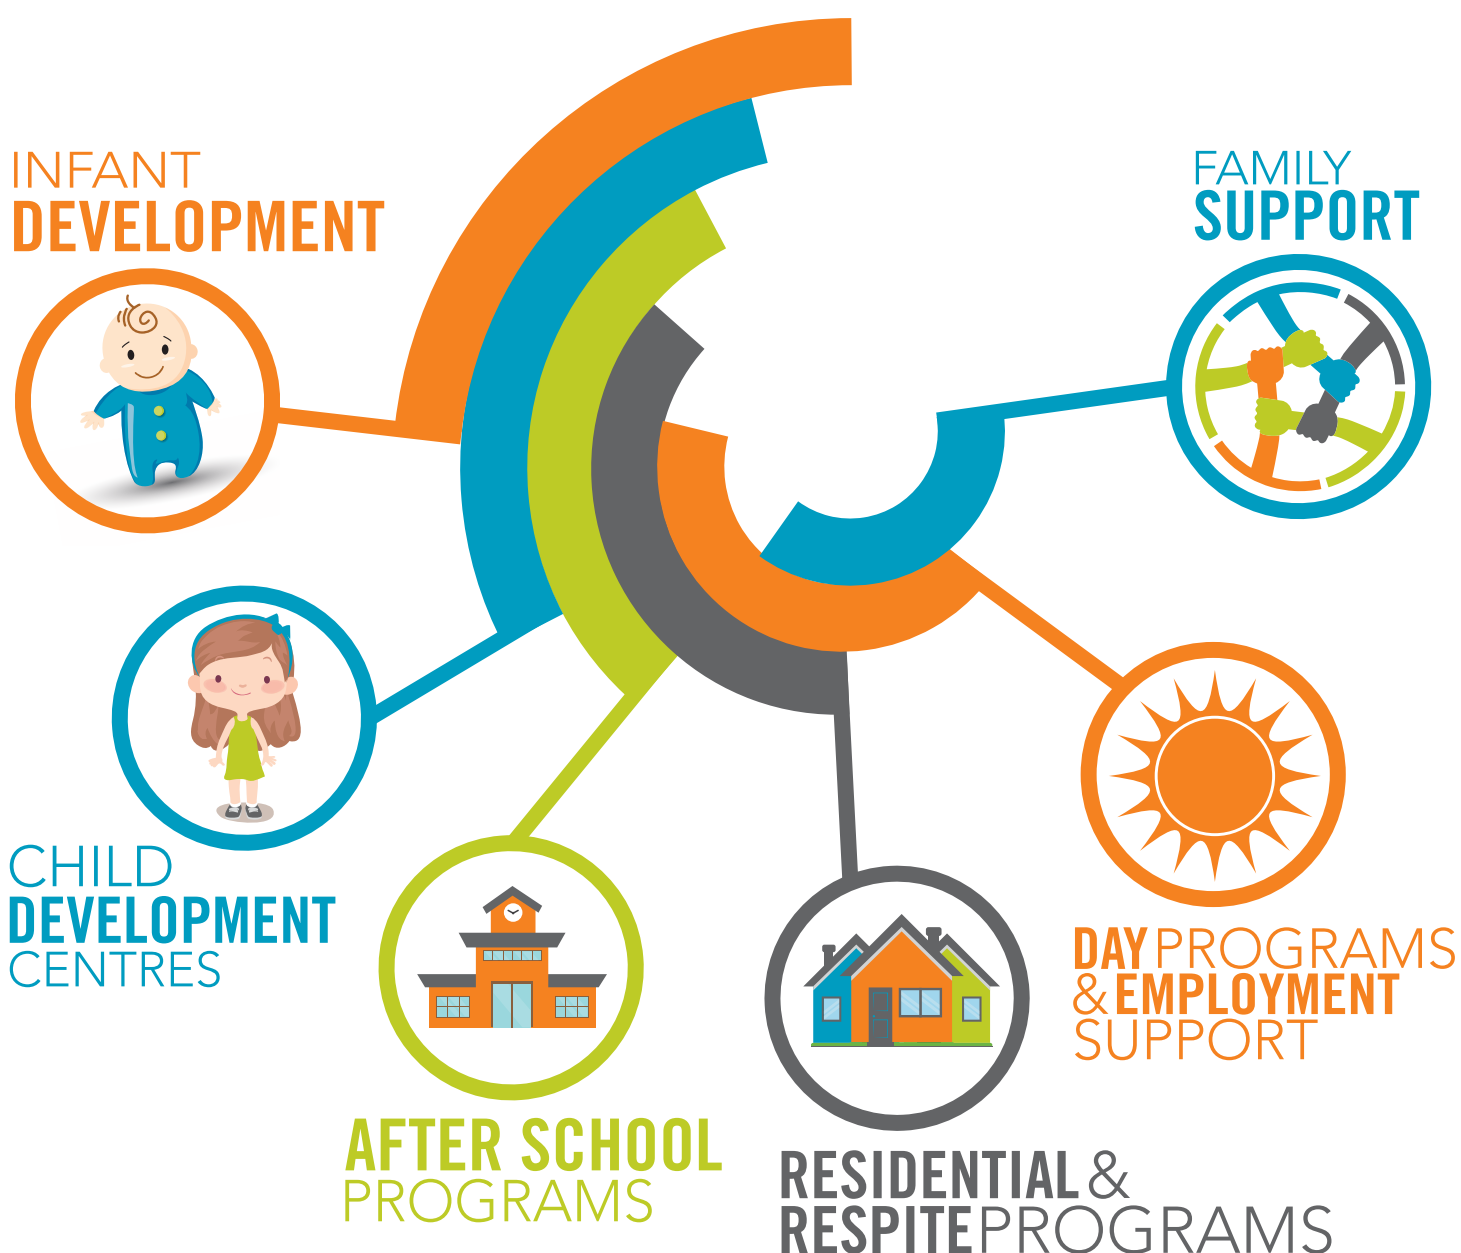 INFANT
DEVELOPMENT
FAMILY
SUPPORT
CHILD
DEVELOPMENT
CENTRES
AFTER SCHOOL
PROGRAMS
RESIDENTIAL &
RESPITE PROGRAMS
DAY PROGRAMS
& EMPLOYMENT
SUPPORT